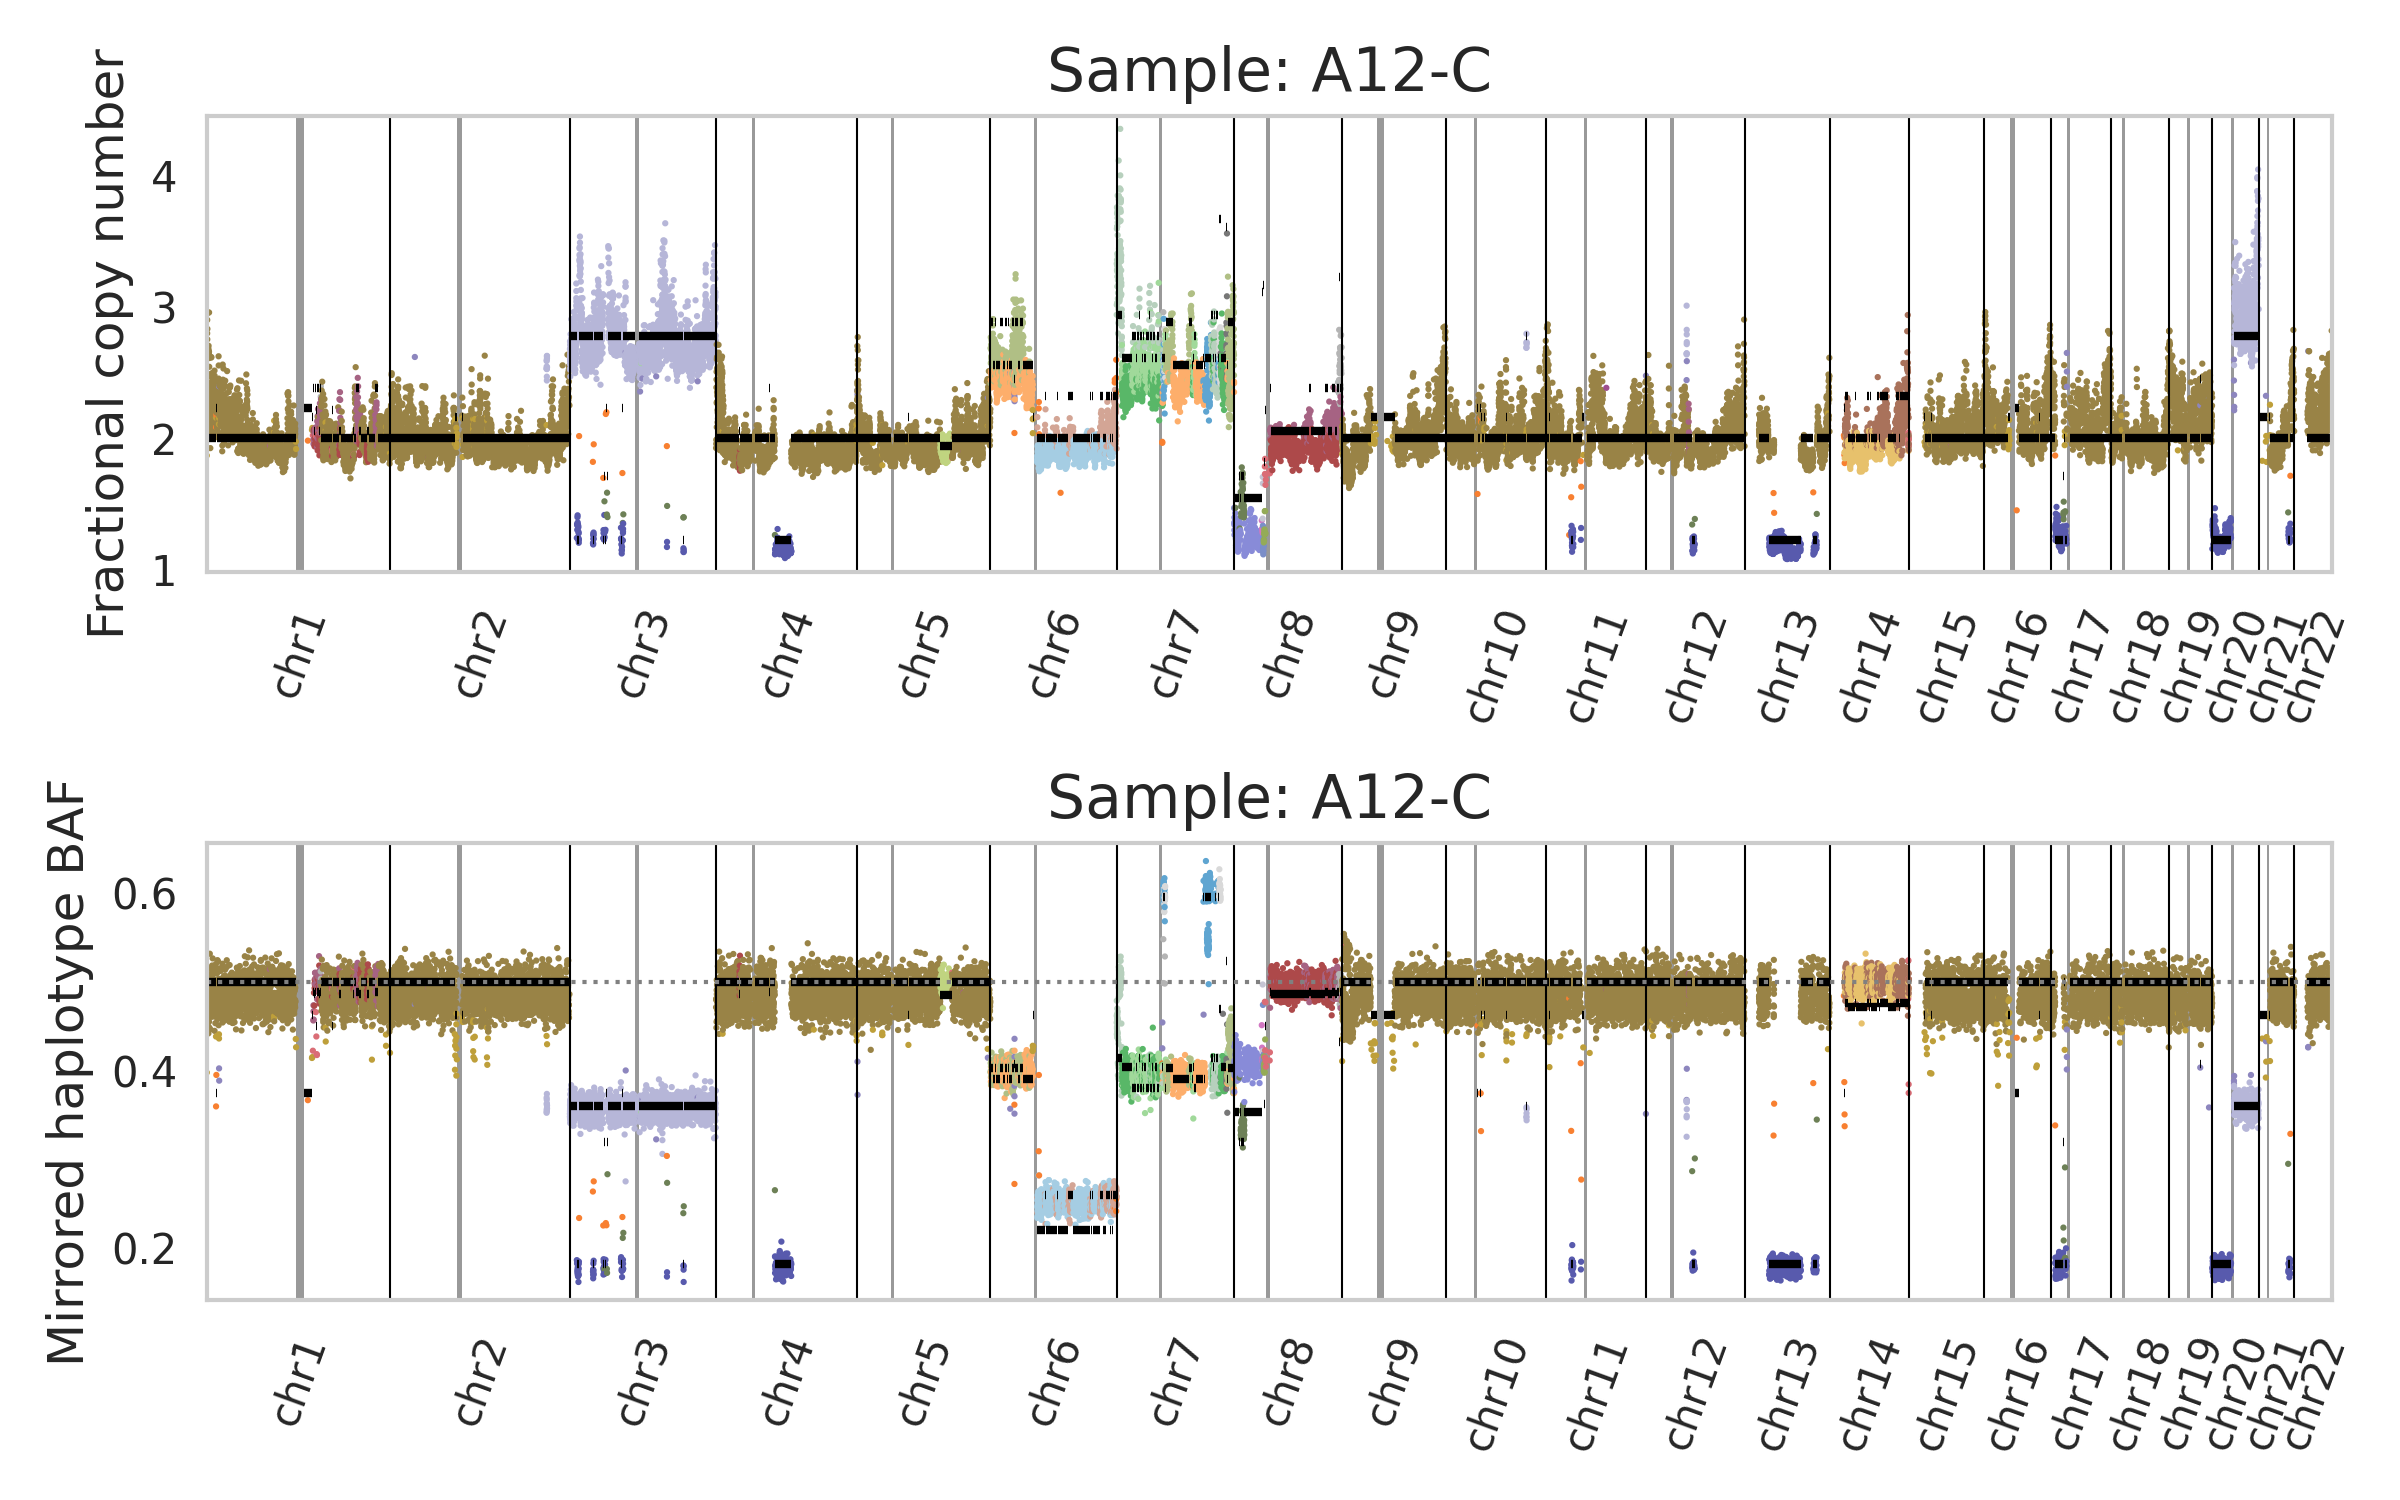 Sample: A12-C
Fractional copy number
4
3
2
1
chr1 chr2 chr3 chr4 chr5 chr6 chr7 chr8 chr9 chr10 chr11 chr12 chr13 chr14 chr15 chr16 chr17 chr18 chr19 chr20 chr21 chr22
Sample: A12-C
Mirrored haplotype BAF
0.6
0.4
0.2
chr1 chr2 chr3 chr4 chr5 chr6 chr7 chr8 chr9 chr10 chr11 chr12 chr13 chr14 chr15 chr16 chr17 chr18 chr19 chr20 chr21 chr22